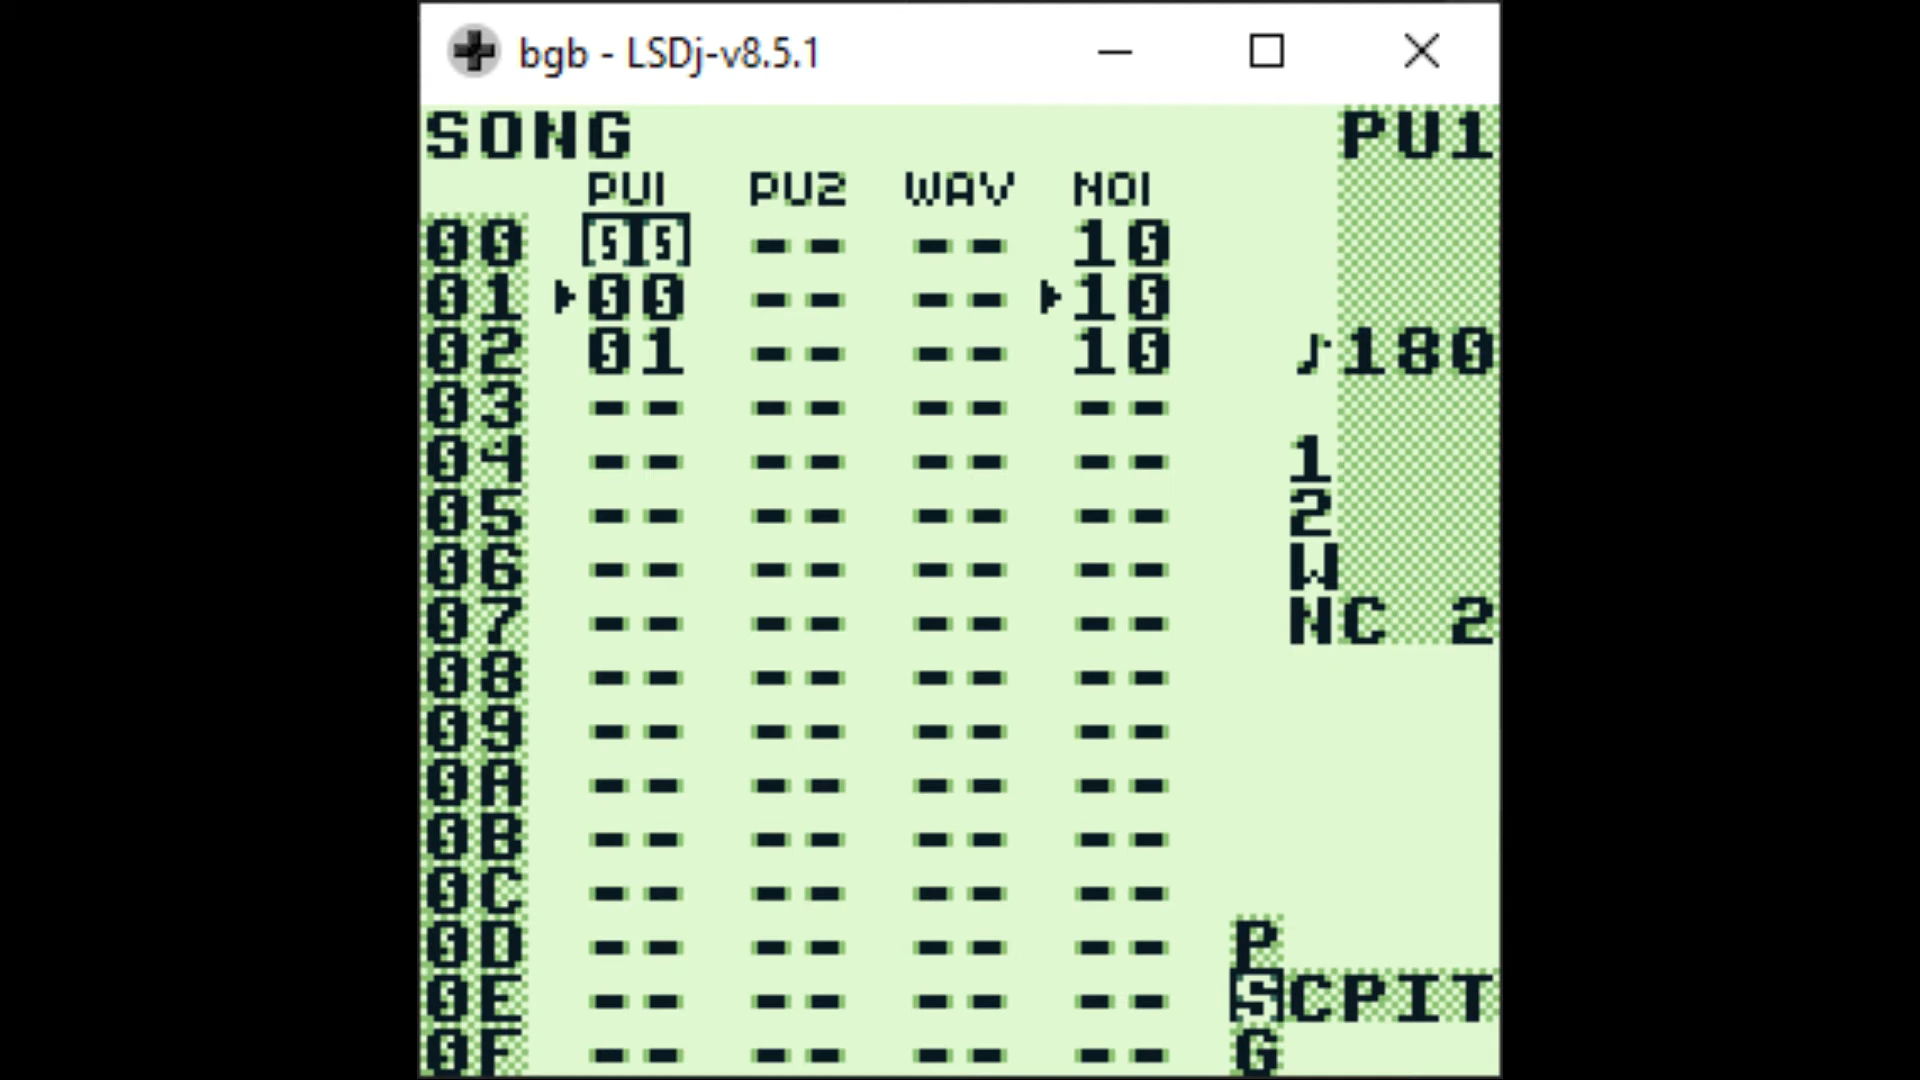 bgb - LSDj-v8.5.1
SONG PU1
PU1 PU2 WAV NOI
00 00 -- -- 10
01 00 -- -- 10
02 01 -- -- 10 ♪180
03 -- -- -- --
04 -- -- -- -- 1
05 -- -- -- -- 2
06 -- -- -- -- W
07 -- -- -- -- NC 2
08 -- -- -- --
09 -- -- -- --
0A -- -- -- --
0B -- -- -- --
0C -- -- -- --
0D -- -- -- -- P
0E -- -- -- -- SCPIT
0F -- -- -- -- G